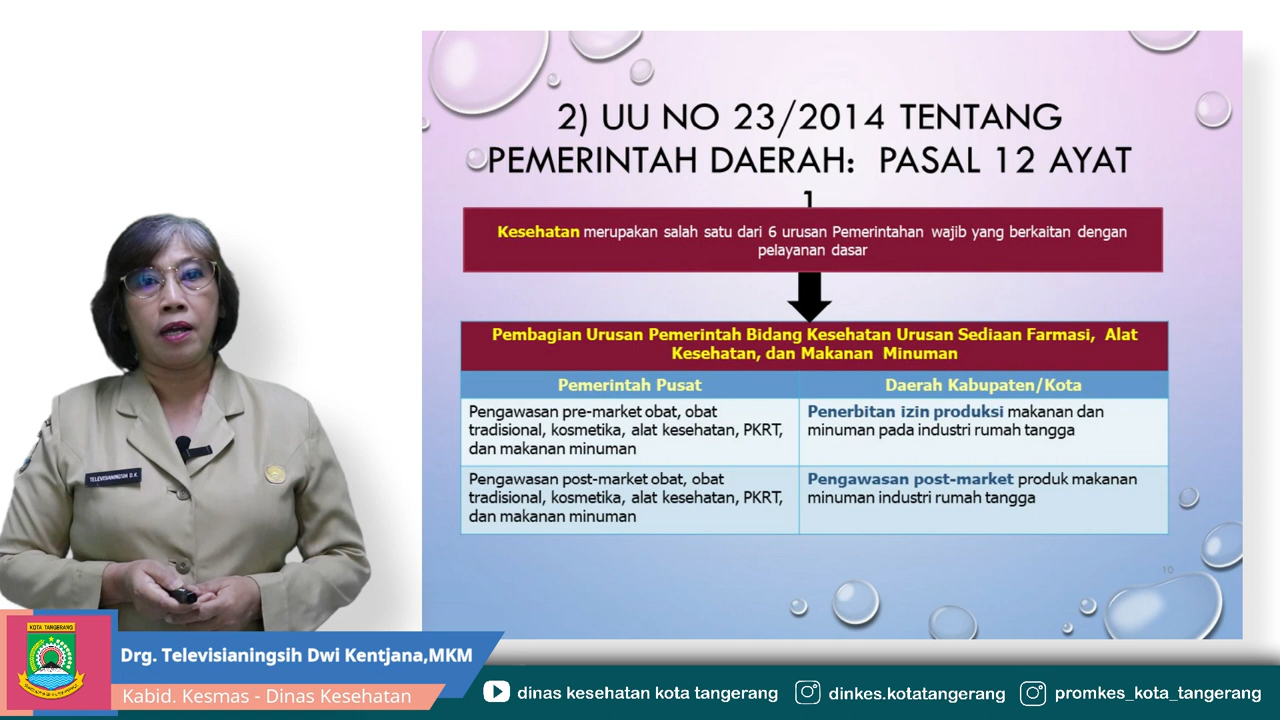 2) UU NO 23/2014 TENTANG
PEMERINTAH DAERAH: PASAL 12 AYAT
1
Kesehatan merupakan salah satu dari 6 urusan Pemerintahan wajib yang berkaitan dengan
pelayanan dasar
Pembagian Urusan Pemerintah Bidang Kesehatan Urusan Sediaan Farmasi, Alat
Kesehatan, dan Makanan Minuman
Pemerintah Pusat
Daerah Kabupaten/Kota
Pengawasan pre-market obat, obat
tradisional, kosmetika, alat kesehatan, PKRT,
dan makanan minuman
Penerbitan izin produksi makanan dan
minuman pada industri rumah tangga
Pengawasan post-market obat, obat
tradisional, kosmetika, alat kesehatan, PKRT,
dan makanan minuman
Pengawasan post-market produk makanan
minuman industri rumah tangga
10
TELEVISIANINGSIH D.K
KOTA TANGERANG
Drg. Televisianingsih Dwi Kentjana,MKM
Kabid. Kesmas - Dinas Kesehatan
dinas kesehatan kota tangerang
dinkes.kotatangerang
promkes_kota_tangerang